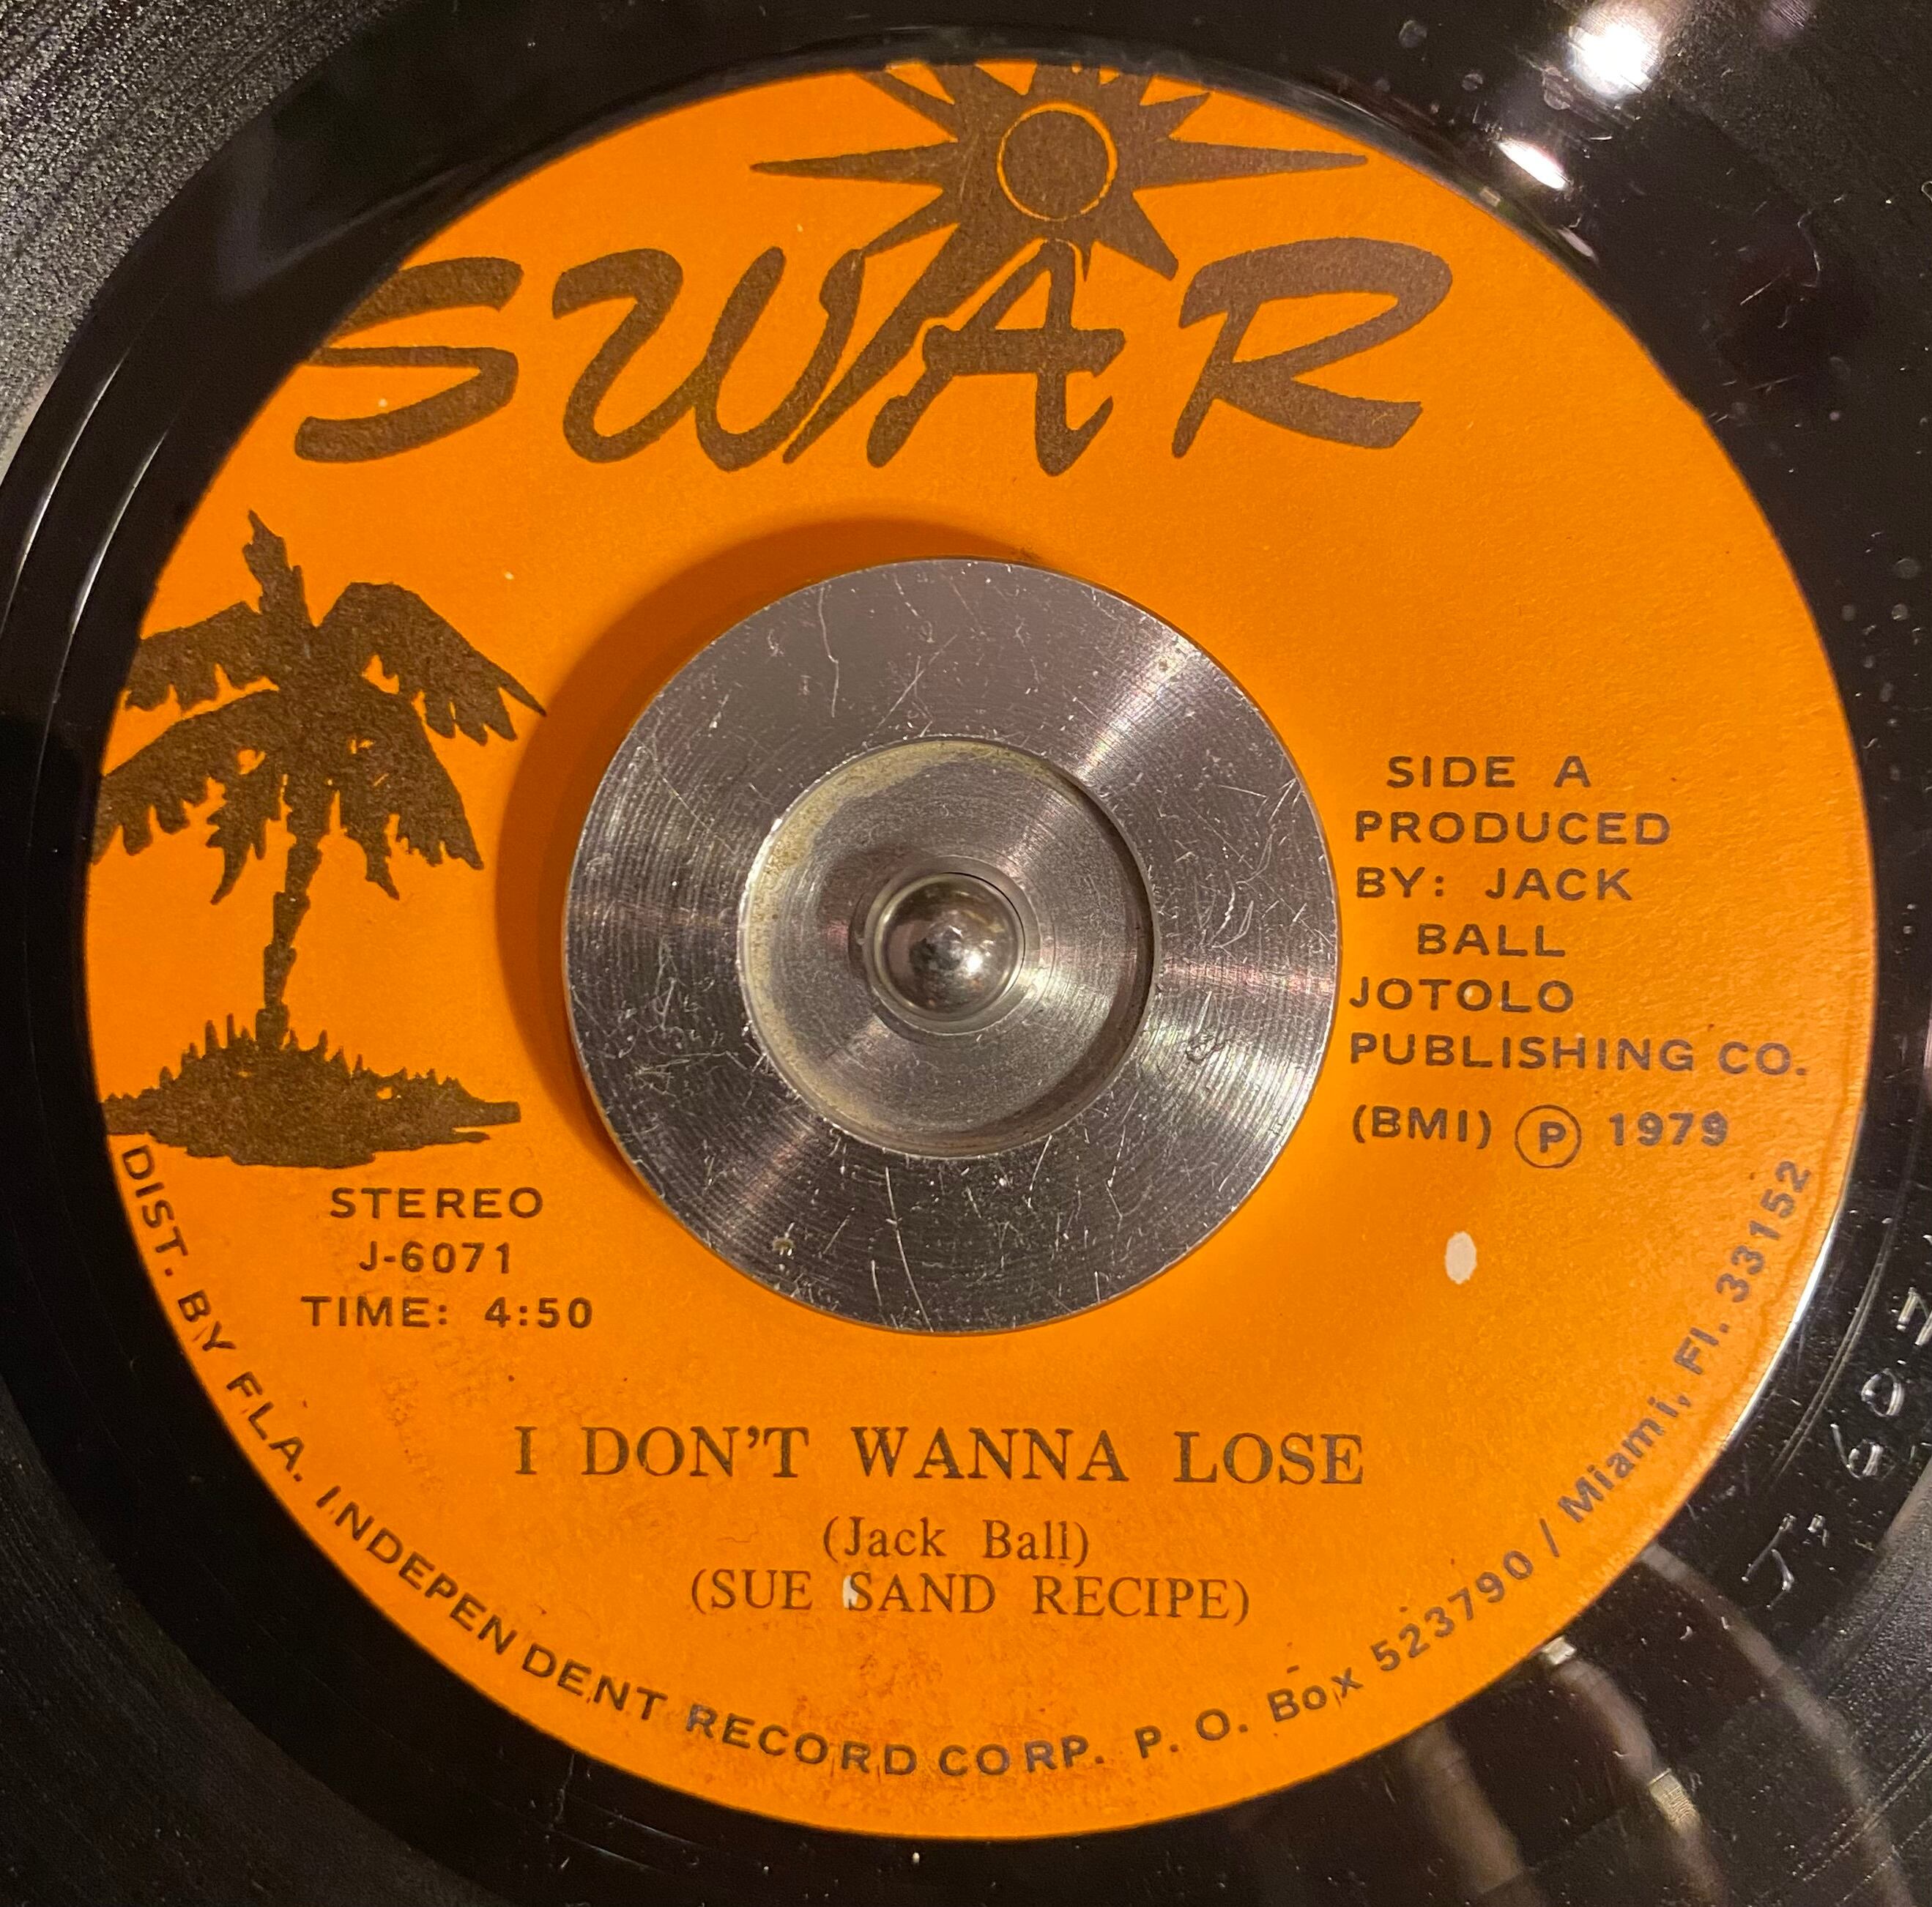 SWAR
SIDE A
PRODUCED
BY: JACK
BALL
JOTOLO
PUBLISHING CO.
(BMI) Ⓟ 1979
STEREO
J-6071
TIME: 4:50
I DON'T WANNA LOSE
(Jack Ball)
(SUE SAND RECIPE)
DIST. BY FLA. INDEPENDENT RECORD CORP. P. O. Box 523790 / Miami, Fl. 33152